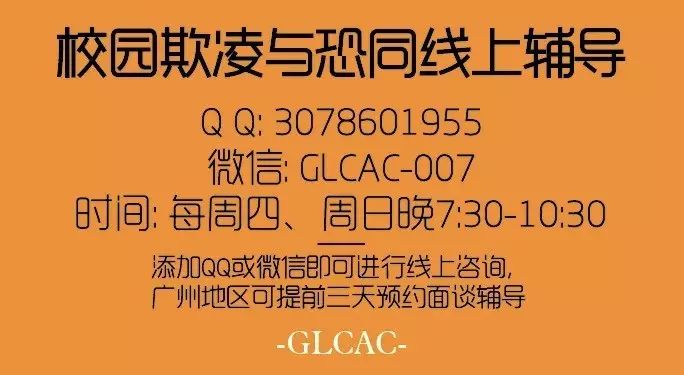 校园欺凌与恐同线上辅导
QQ: 3078601955
微信: GLCAC-007
时间: 每周四、周日晚7:30-10:30
添加QQ或微信即可进行线上咨询,
广州地区可提前三天预约面谈辅导
-GLCAC-